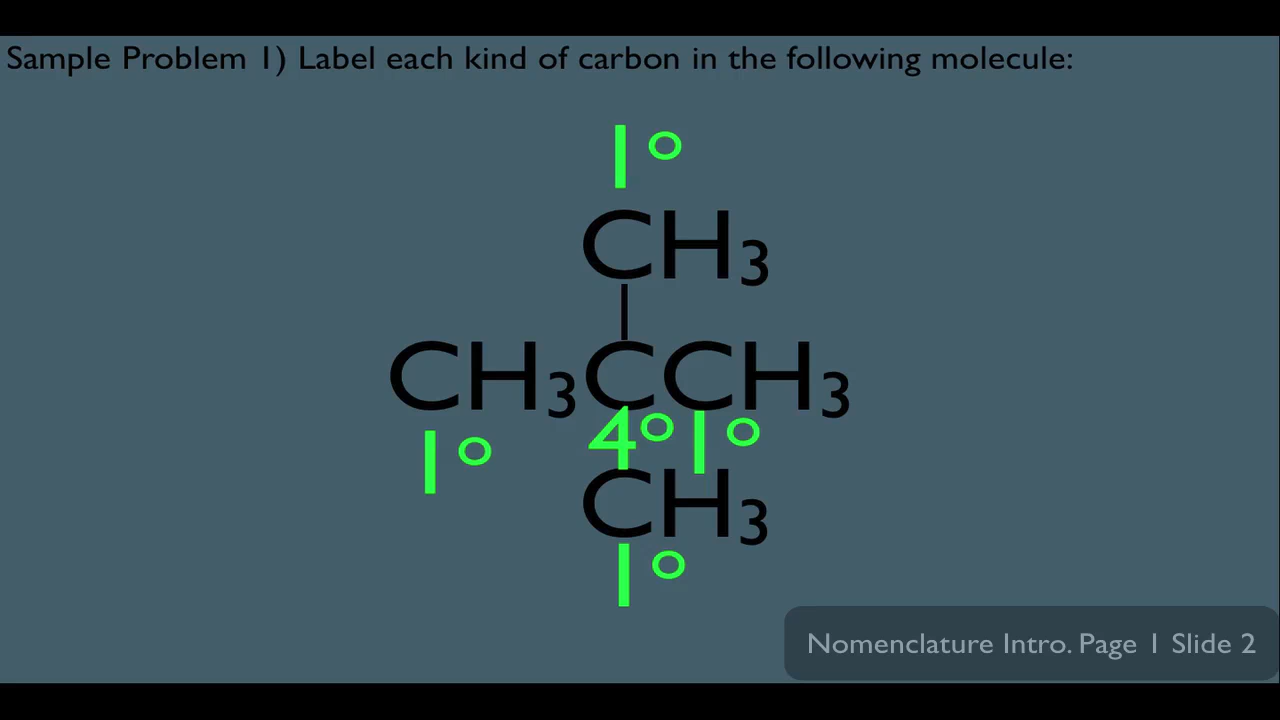 Sample Problem 1) Label each kind of carbon in the following molecule:
1°
CH₃
CH₃CCH₃
1° 4° 1°
CH₃
1°
Nomenclature Intro. Page 1 Slide 2